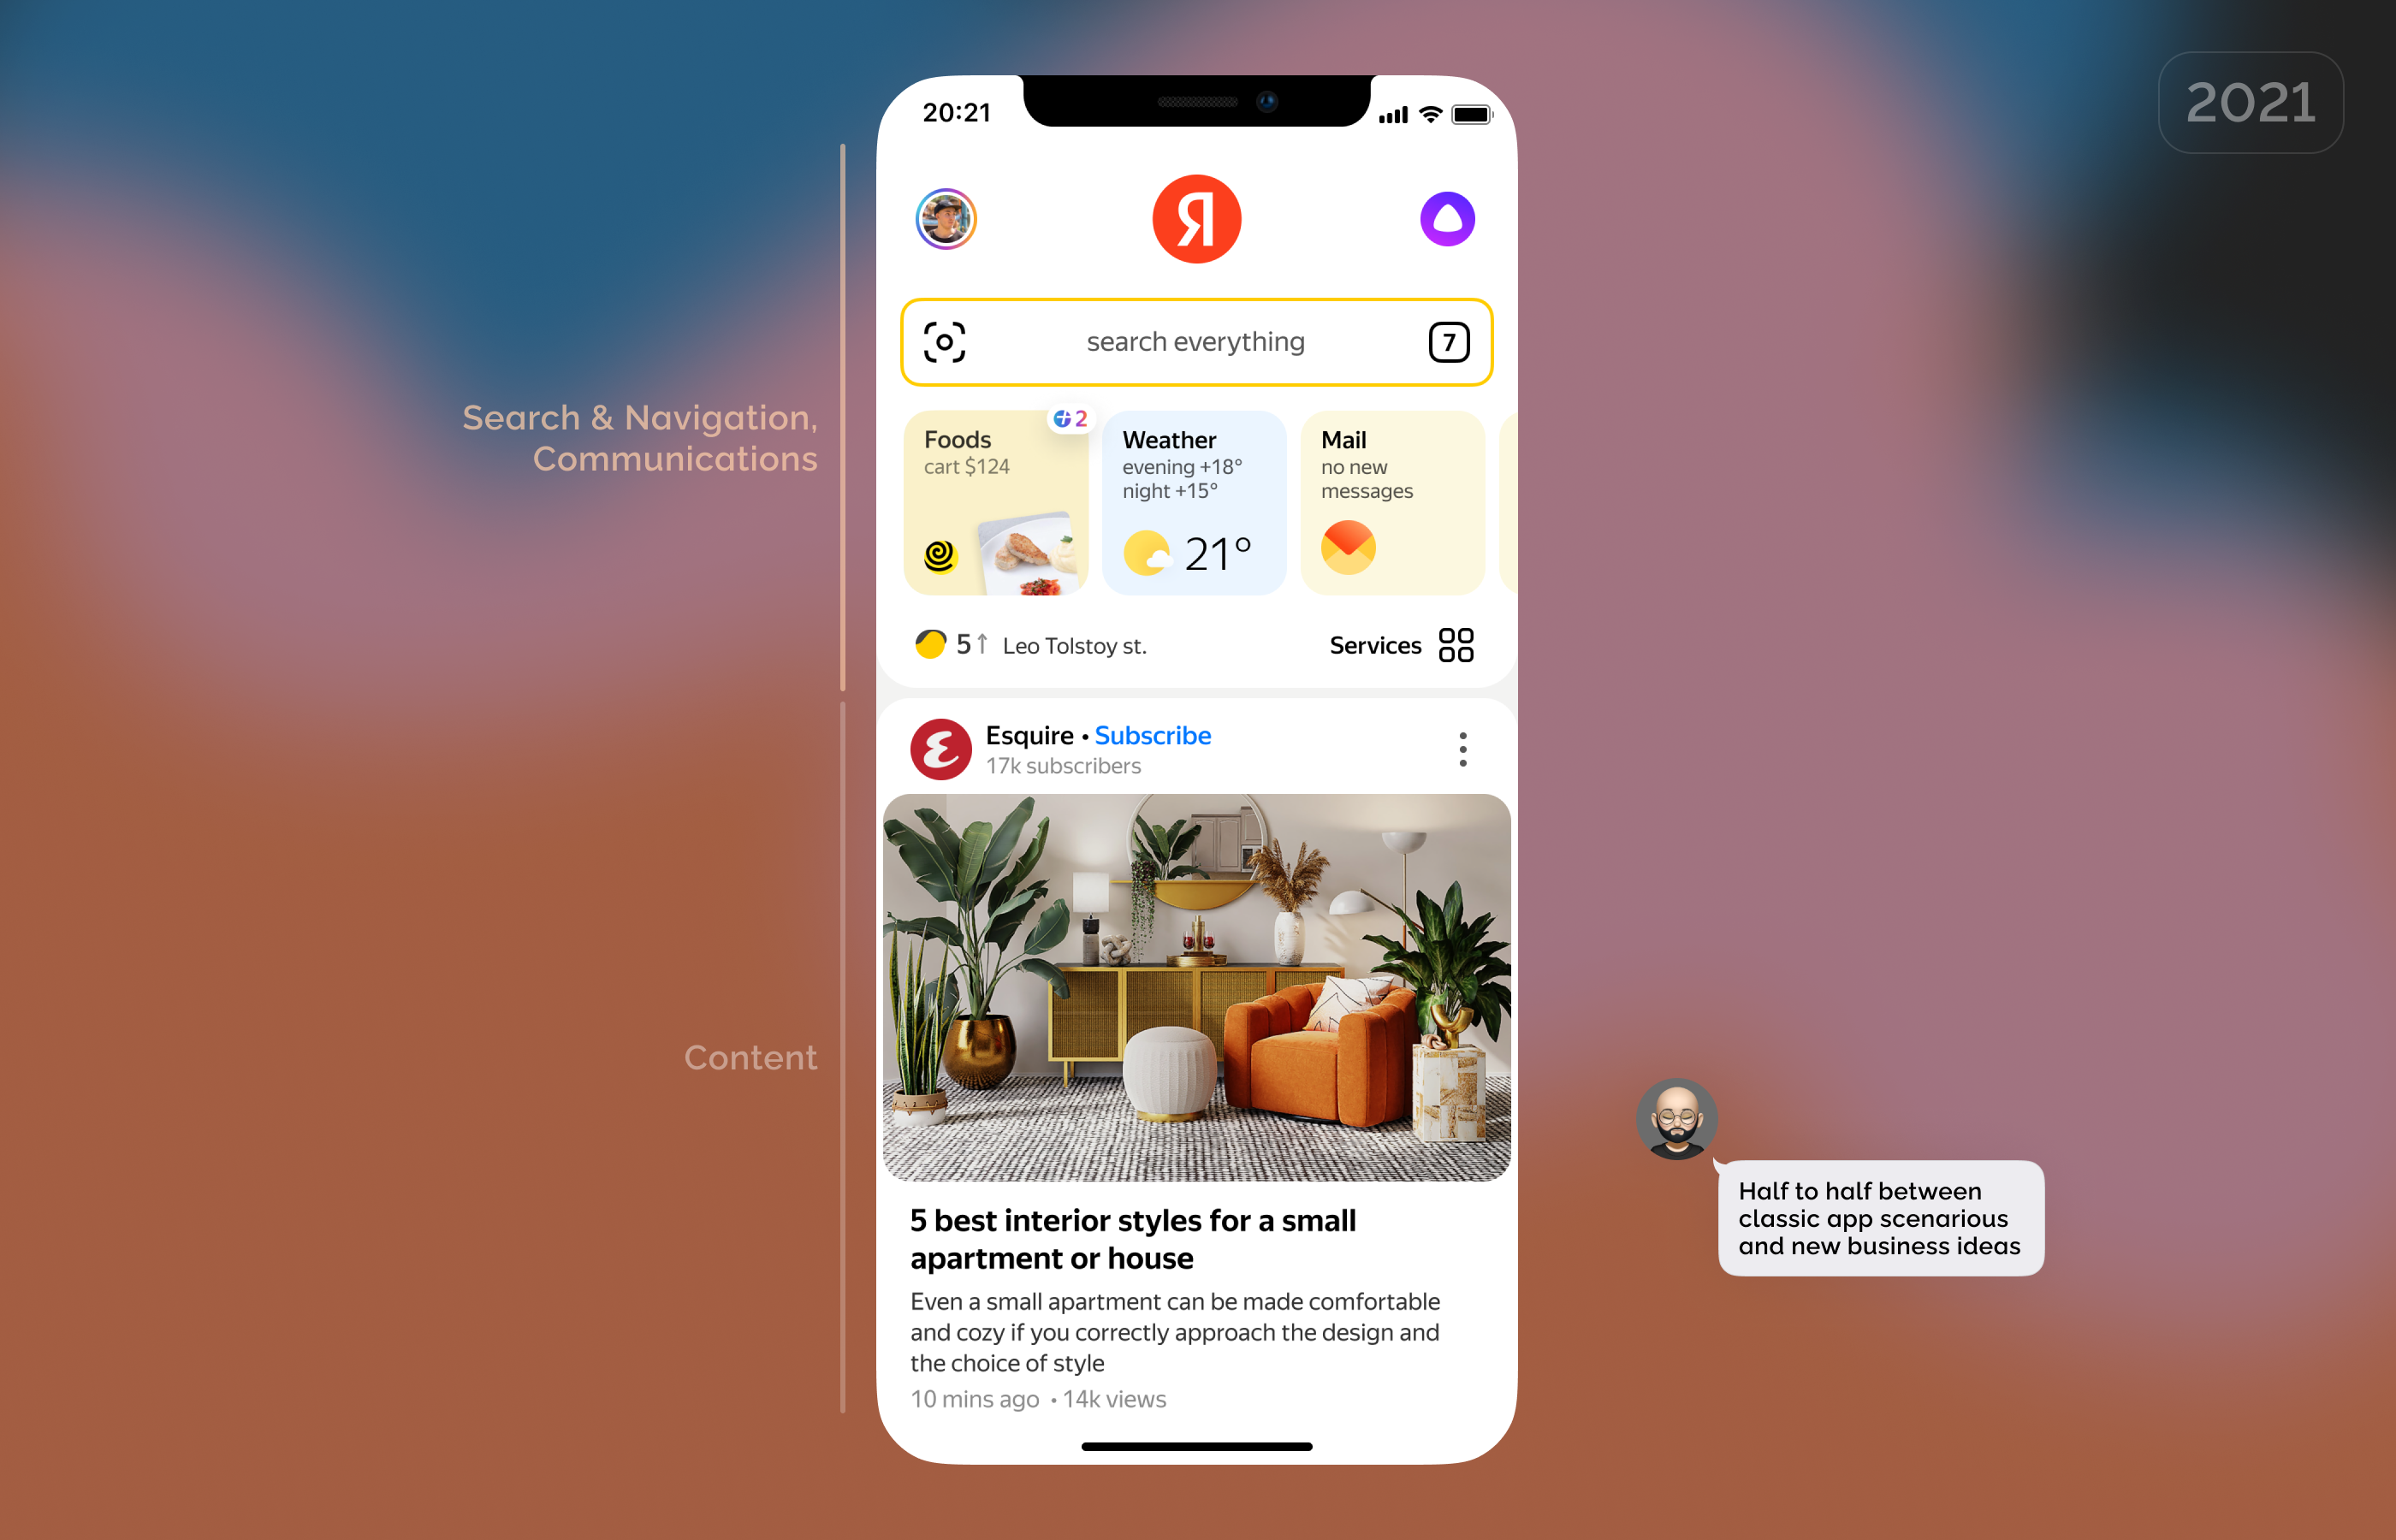 2021
20:21
Я
search everything
7
Search & Navigation,
Communications
Foods
cart $124
2
Weather
evening +18°
night +15°
21°
Mail
no new
messages
5↑ Leo Tolstoy st.
Services
Esquire • Subscribe
17k subscribers
Content
5 best interior styles for a small
apartment or house
Even a small apartment can be made comfortable
and cozy if you correctly approach the design and
the choice of style
10 mins ago • 14k views
Half to half between
classic app scenarious
and new business ideas